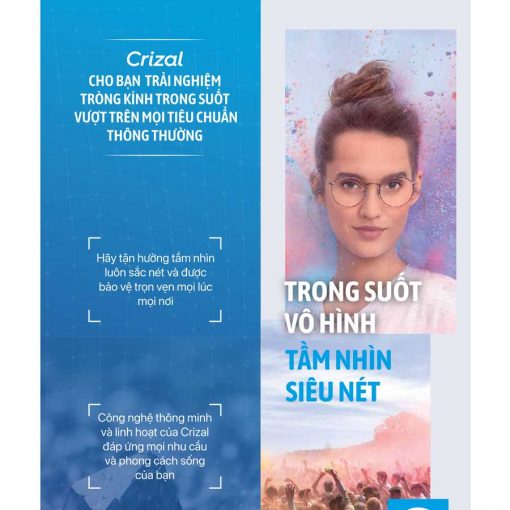 Crizal
CHO BẠN TRẢI NGHIỆM
TRÒNG KÍNH TRONG SUỐT
VƯỢT TRÊN MỌI TIÊU CHUẨN
THÔNG THƯỜNG
Hãy tận hưởng tầm nhìn
luôn sắc nét và được
bảo vệ trọn vẹn mọi lúc
mọi nơi
TRONG SUỐT
VÔ HÌNH
TẦM NHÌN
SIÊU NÉT
Công nghệ thông minh
và linh hoạt của Crizal
đáp ứng mọi nhu cầu
và phong cách sống
của bạn